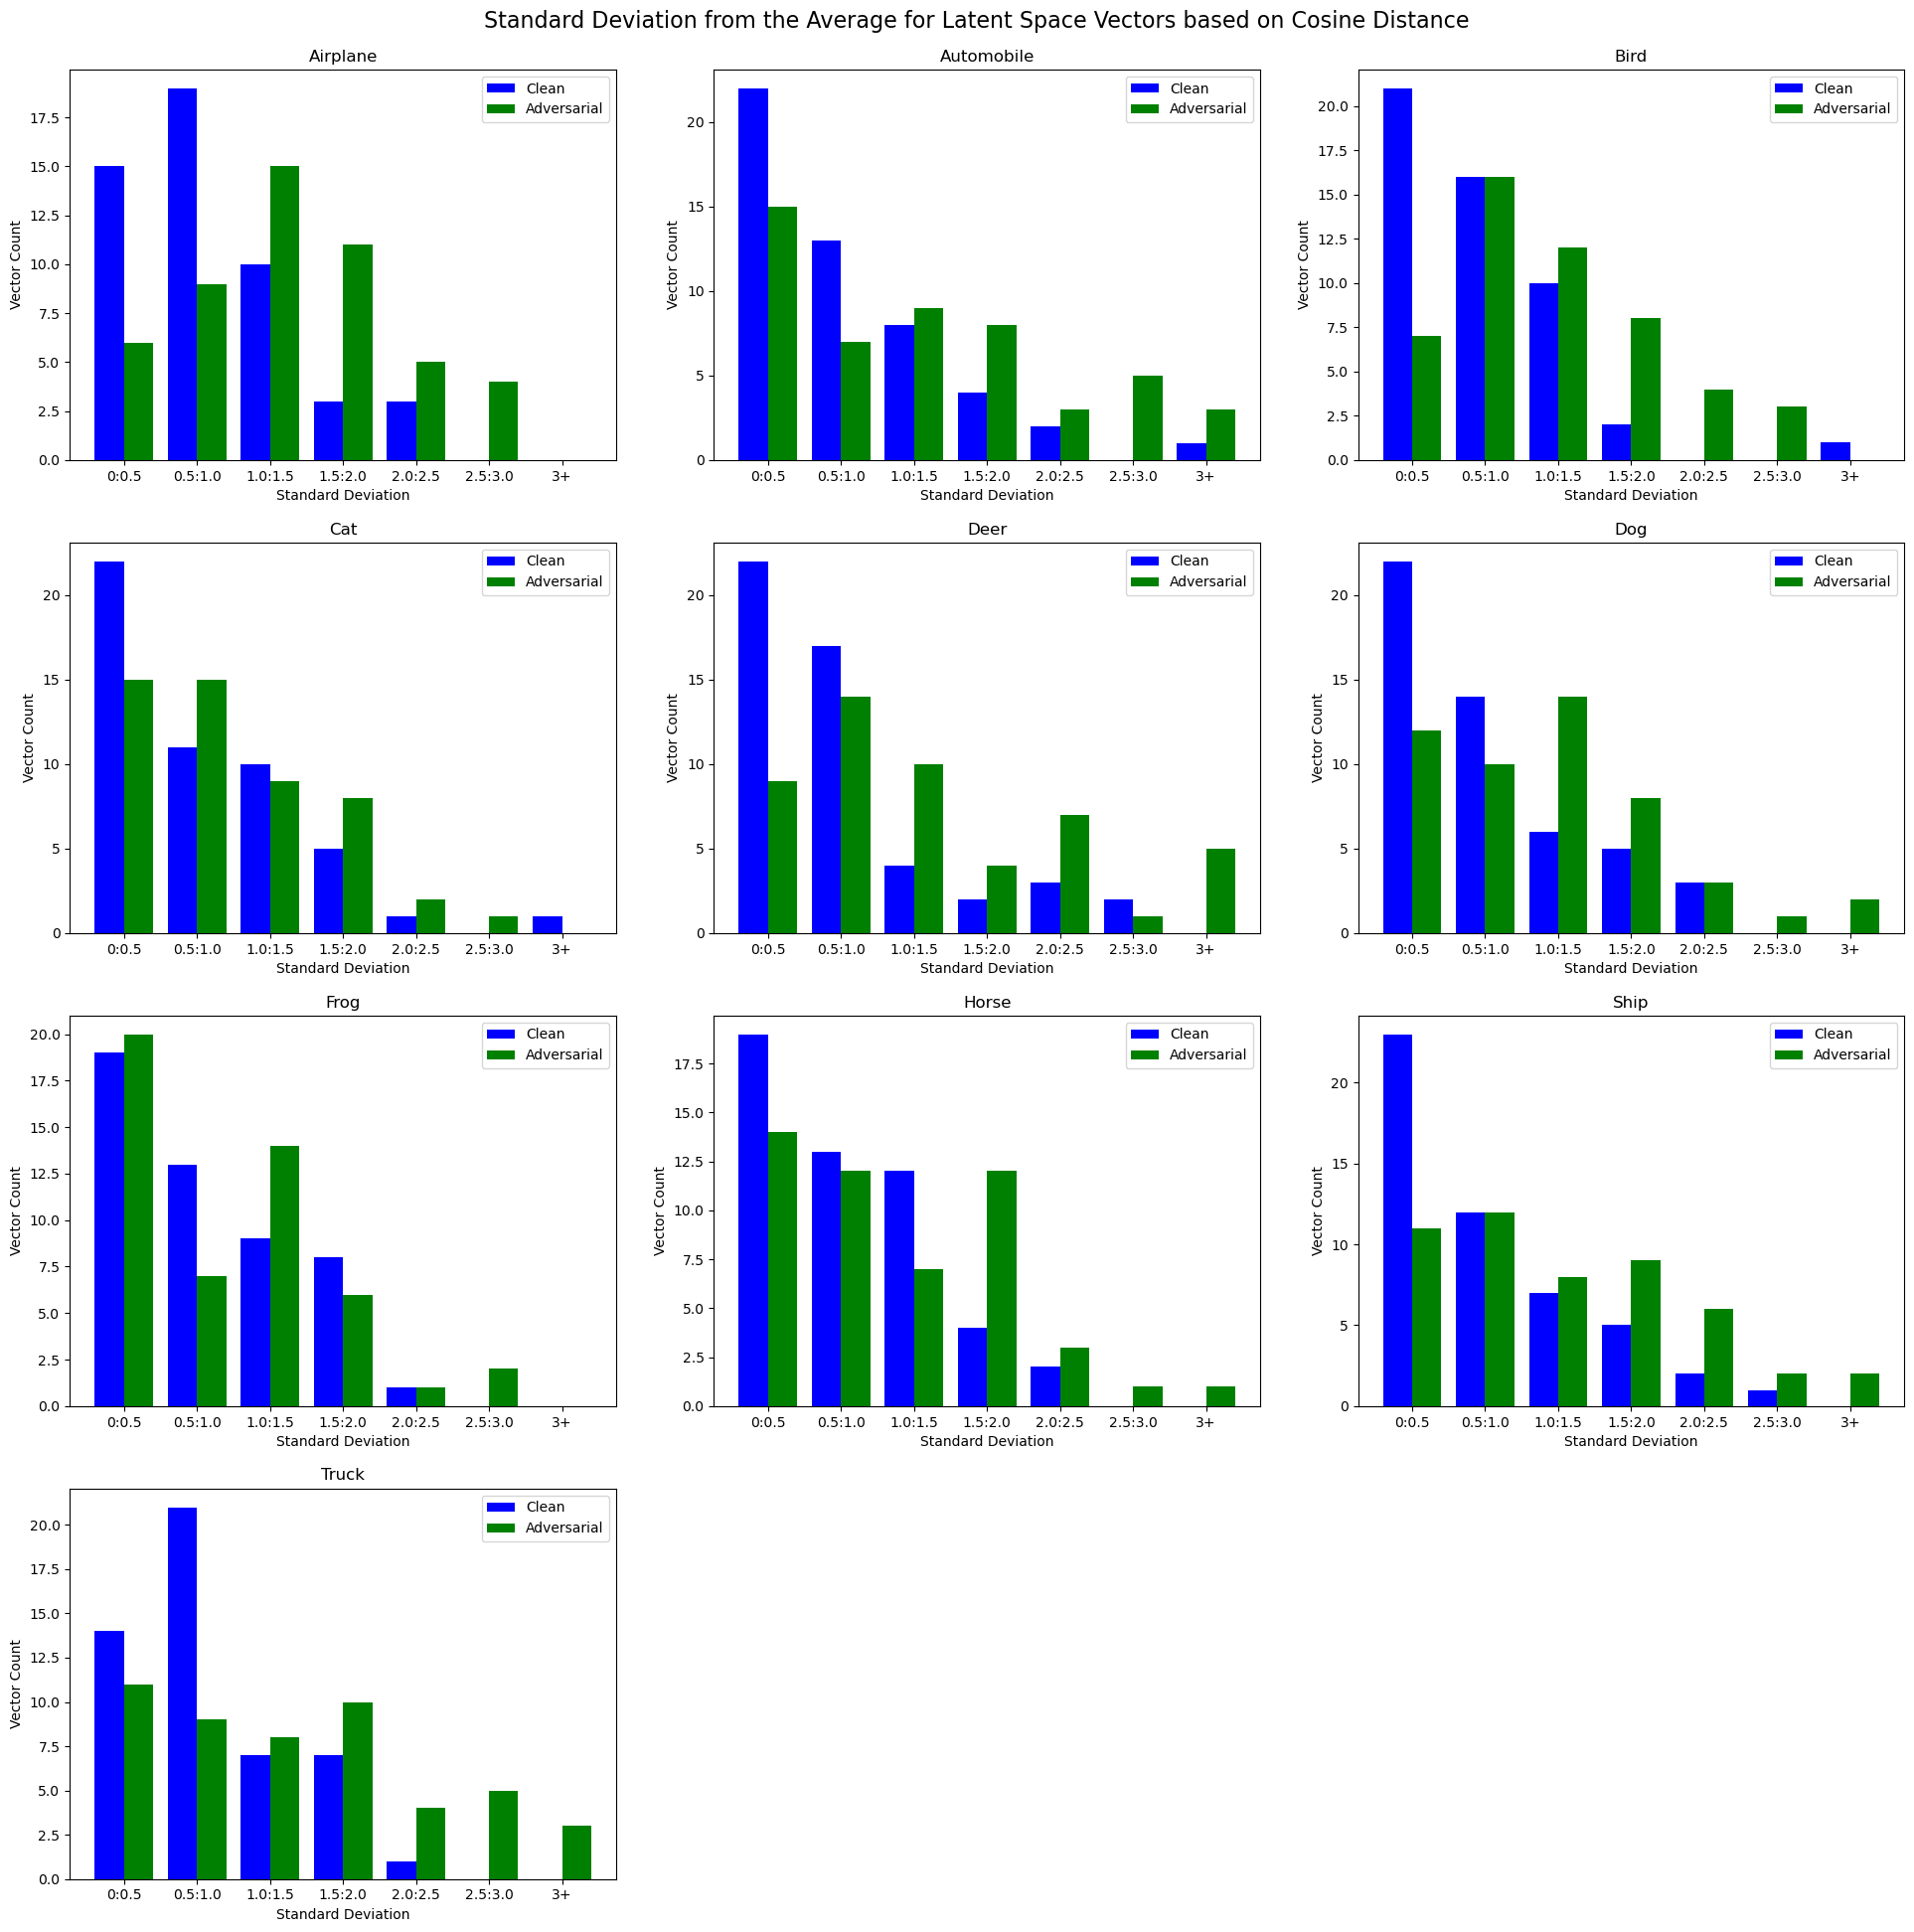 Standard Deviation from the Average for Latent Space Vectors based on Cosine Distance
Airplane
Clean
Adversarial
17.5
15.0
12.5
10.0
7.5
5.0
2.5
0.0
Vector Count
0:0.5 0.5:1.0 1.0:1.5 1.5:2.0 2.0:2.5 2.5:3.0 3+
Standard Deviation
Automobile
Clean
Adversarial
20
15
10
5
0
Vector Count
0:0.5 0.5:1.0 1.0:1.5 1.5:2.0 2.0:2.5 2.5:3.0 3+
Standard Deviation
Bird
Clean
Adversarial
20.0
17.5
15.0
12.5
10.0
7.5
5.0
2.5
0.0
Vector Count
0:0.5 0.5:1.0 1.0:1.5 1.5:2.0 2.0:2.5 2.5:3.0 3+
Standard Deviation
Cat
Clean
Adversarial
20
15
10
5
0
Vector Count
0:0.5 0.5:1.0 1.0:1.5 1.5:2.0 2.0:2.5 2.5:3.0 3+
Standard Deviation
Deer
Clean
Adversarial
20
15
10
5
0
Vector Count
0:0.5 0.5:1.0 1.0:1.5 1.5:2.0 2.0:2.5 2.5:3.0 3+
Standard Deviation
Dog
Clean
Adversarial
20
15
10
5
0
Vector Count
0:0.5 0.5:1.0 1.0:1.5 1.5:2.0 2.0:2.5 2.5:3.0 3+
Standard Deviation
Frog
Clean
Adversarial
20.0
17.5
15.0
12.5
10.0
7.5
5.0
2.5
0.0
Vector Count
0:0.5 0.5:1.0 1.0:1.5 1.5:2.0 2.0:2.5 2.5:3.0 3+
Standard Deviation
Horse
Clean
Adversarial
17.5
15.0
12.5
10.0
7.5
5.0
2.5
0.0
Vector Count
0:0.5 0.5:1.0 1.0:1.5 1.5:2.0 2.0:2.5 2.5:3.0 3+
Standard Deviation
Ship
Clean
Adversarial
20
15
10
5
0
Vector Count
0:0.5 0.5:1.0 1.0:1.5 1.5:2.0 2.0:2.5 2.5:3.0 3+
Standard Deviation
Truck
Clean
Adversarial
20.0
17.5
15.0
12.5
10.0
7.5
5.0
2.5
0.0
Vector Count
0:0.5 0.5:1.0 1.0:1.5 1.5:2.0 2.0:2.5 2.5:3.0 3+
Standard Deviation